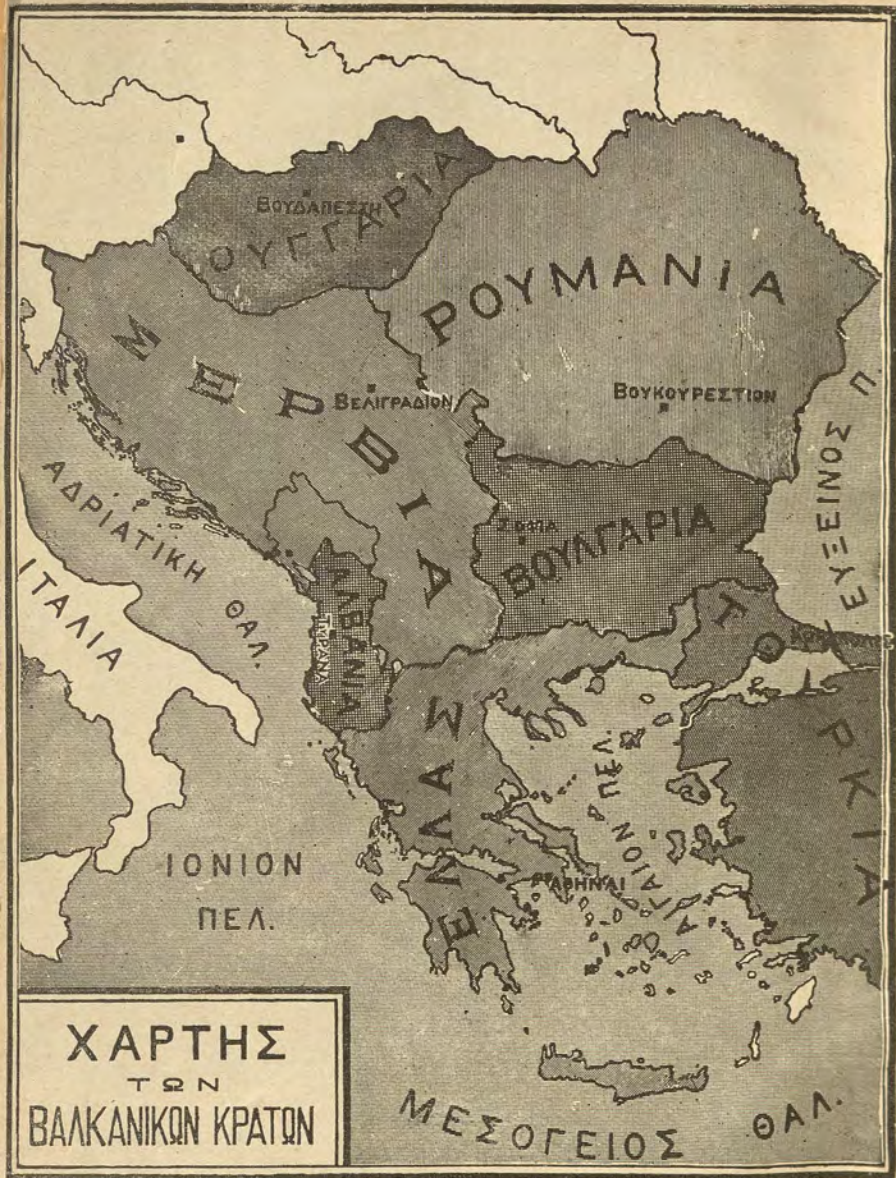 ΟΥΓΓΑΡΙΑ
ΒΟΥΔΑΠΕΣΤΗ
ΡΟΥΜΑΝΙΑ
ΒΟΥΚΟΥΡΕΣΤΙΟΝ
ΣΕΡΒΙΑ
ΒΕΛΙΓΡΑΔΙΟΝ
ΕΥΞΕΙΝΟΣ Π.
ΑΔΡΙΑΤΙΚΗ ΘΑΛ.
ΣΟΦΙΑ
ΒΟΥΛΓΑΡΙΑ
ΙΤΑΛΙΑ
ΑΛΒΑΝΙΑ
ΤΙΡΑΝΑ
ΤΟΥΡΚΙΑ
ΕΛΛΑΣ
ΑΙΓΑΙΟΝ ΠΕΛ.
ΑΘΗΝΑΙ
ΙΟΝΙΟΝ
ΠΕΛ.
ΜΕΣΟΓΕΙΟΣ ΘΑΛ.
ΧΑΡΤΗΣ
ΤΩΝ
ΒΑΛΚΑΝΙΚΩΝ ΚΡΑΤΩΝ